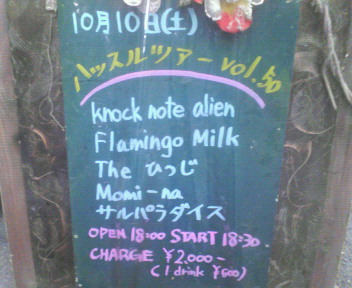 10月10日(土)
ハッスルツアー vol.50
knock note alien
Flamingo Milk
The ひつじ
Momi-na
サルパラダイス
OPEN 18:00 START 18:30
CHARGE ¥2,000-
(1 drink ¥500)